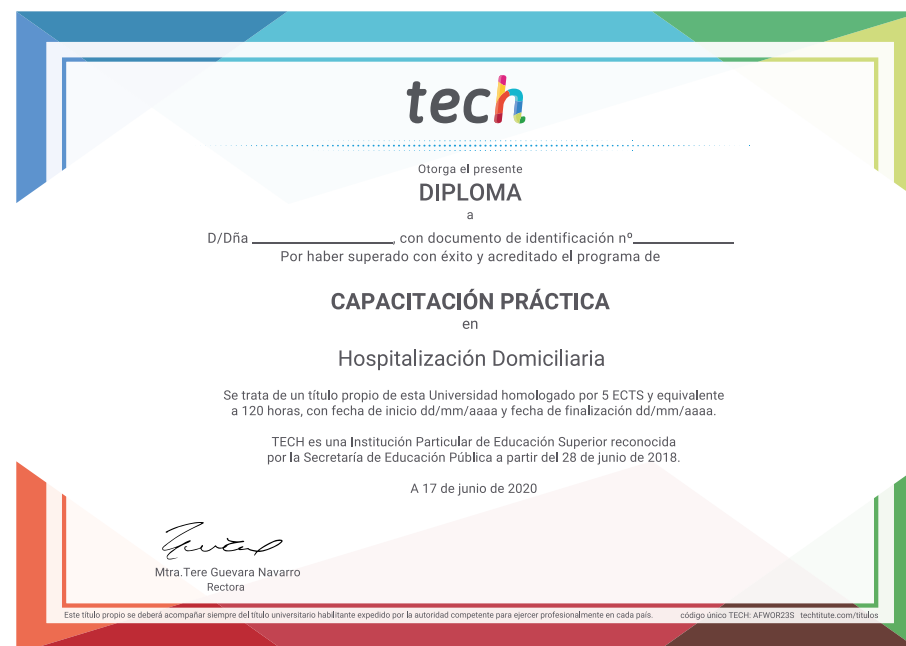 tech
Otorga el presente
DIPLOMA
a
D/Dña ____________________, con documento de identificación nº______________
Por haber superado con éxito y acreditado el programa de
CAPACITACIÓN PRÁCTICA
en
Hospitalización Domiciliaria
Se trata de un título propio de esta Universidad homologado por 5 ECTS y equivalente
a 120 horas, con fecha de inicio dd/mm/aaaa y fecha de finalización dd/mm/aaaa.
TECH es una Institución Particular de Educación Superior reconocida
por la Secretaría de Educación Pública a partir del 28 de junio de 2018.
A 17 de junio de 2020
Mtra.Tere Guevara Navarro
Rectora
Este título propio se deberá acompañar siempre del título universitario habilitante expedido por la autoridad competente para ejercer profesionalmente en cada país. código único TECH: AFWOR23S techtitute.com/titulos